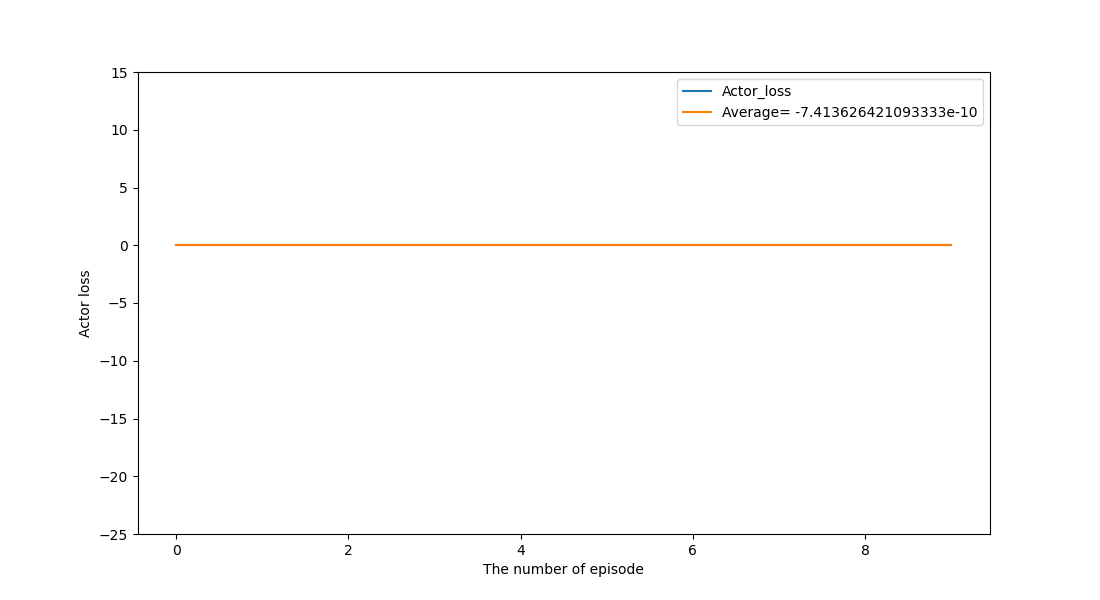 Actor_loss
Average= -7.413626421093333e-10
15
10
5
0
−5
−10
−15
−20
−25
Actor loss
0 2 4 6 8
The number of episode